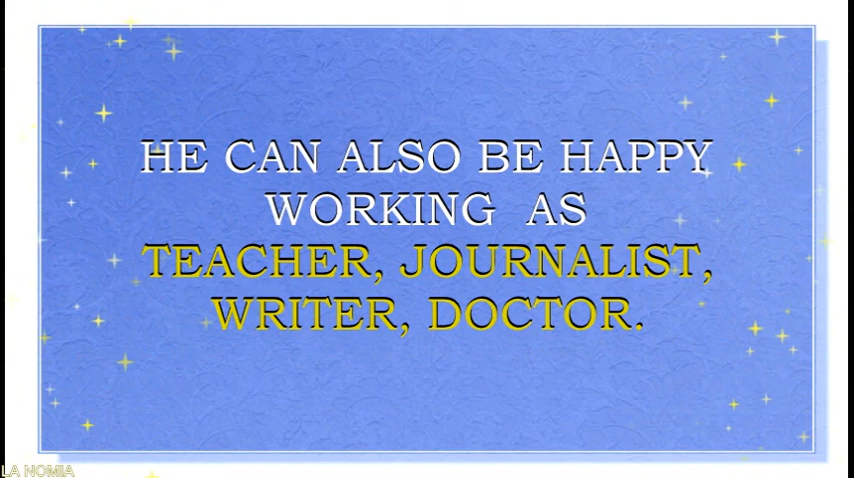 HE CAN ALSO BE HAPPY
WORKING AS
TEACHER, JOURNALIST,
WRITER, DOCTOR.
LA NOMIA